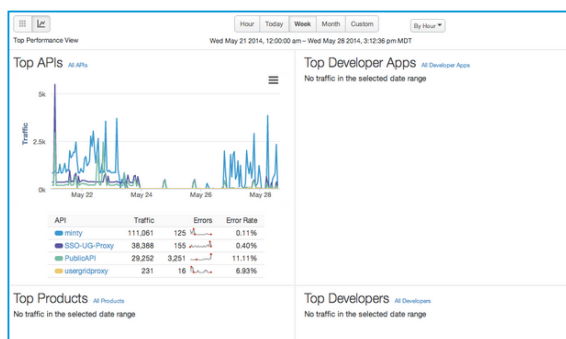 Hour Today Week Month Custom By Hour
Top Performance View
Wed May 21 2014, 12:00:00 am – Wed May 28 2014, 3:12:36 pm MDT
Top APIs All APIs
Traffic
5k
2.5k
0k
May 22 May 24 May 26 May 28
API Traffic Errors Error Rate
minty 111,061 125 0.11%
SSO-UG-Proxy 38,388 155 0.40%
PublicAPI 29,252 3,251 11.11%
usergridproxy 231 16 6.93%
Top Developer Apps All Developer Apps
No traffic in the selected date range
Top Products All Products
No traffic in the selected date range
Top Developers All Developers
No traffic in the selected date range